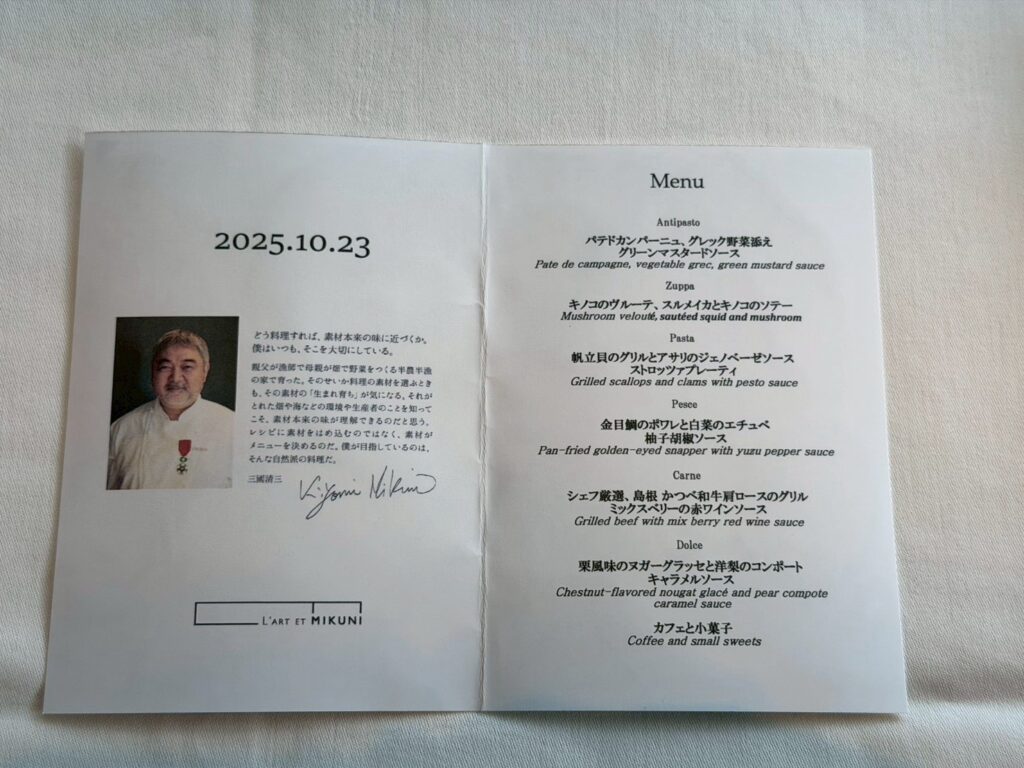 2025.10.23
どう料理すれば、素材本来の味に近づくか。
僕はいつも、そこを大切にしている。
親父が漁師で母親が畑で野菜をつくる半農半漁
の家で育った。そのせいか料理の素材を選ぶとき
も、その素材の「生まれ育ち」が気になる。それが
とれた畑や海などの環境や生産者のことを知って
こそ、素材本来の味が理解できるのだと思う。
レシピに素材をはめ込むのではなく、素材が
メニューを決めるのだ。僕が目指しているのは、
そんな自然派の料理だ。
三國清三
Kiyomi Mikuni
L'ART ET MIKUNI
Menu
Antipasto
パテドカンパーニュ、グレック野菜添え
グリーンマスタードソース
Pate de campagne, vegetable grec, green mustard sauce
Zuppa
キノコのヴルーテ、スルメイカとキノコのソテー
Mushroom velouté, sautéed squid and mushroom
Pasta
帆立貝のグリルとアサリのジェノベーゼソース
ストロッツァプレーティ
Grilled scallops and clams with pesto sauce
Pesce
金目鯛のポワレと白菜のエチュベ
柚子胡椒ソース
Pan-fried golden-eyed snapper with yuzu pepper sauce
Carne
シェフ厳選、島根 かつべ和牛肩ロースのグリル
ミックスベリーの赤ワインソース
Grilled beef with mix berry red wine sauce
Dolce
栗風味のヌガーグラッセと洋梨のコンポート
キャラメルソース
Chestnut-flavored nougat glacé and pear compote
caramel sauce
カフェと小菓子
Coffee and small sweets